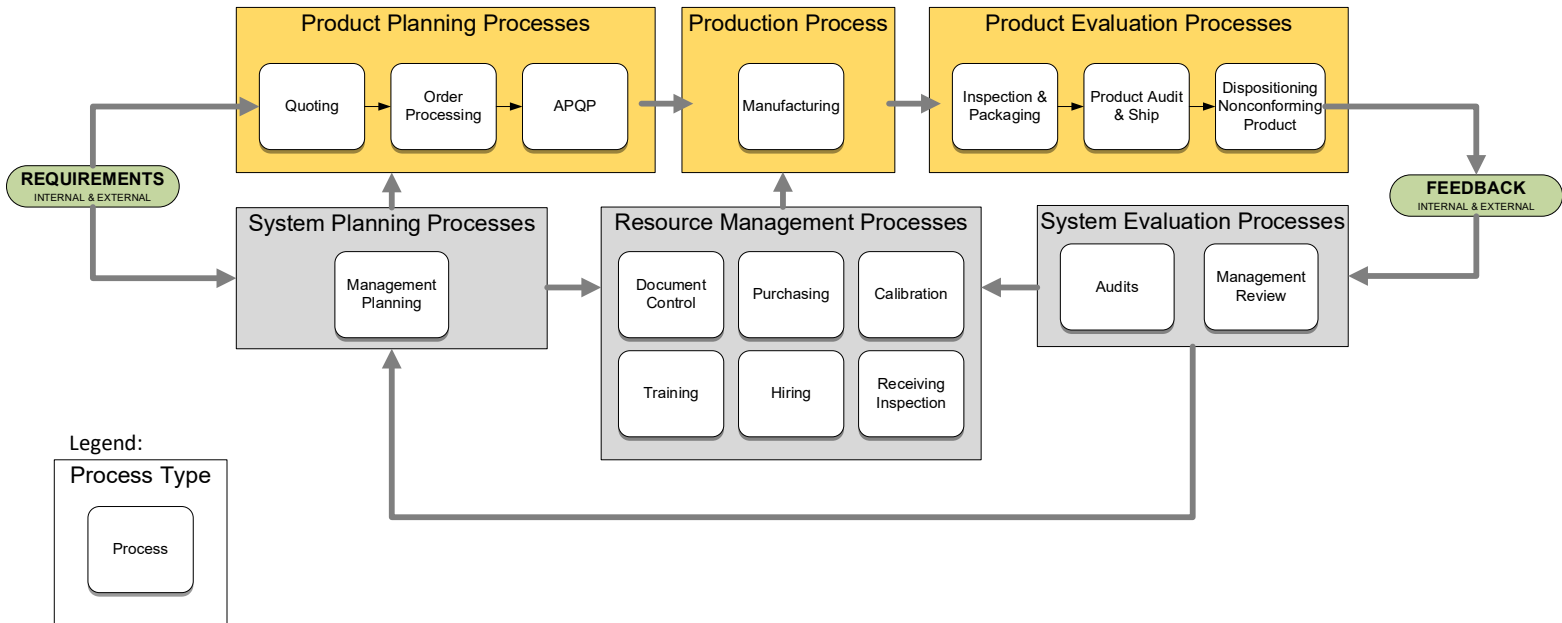 Product Planning Processes
Quoting
Order
Processing
APQP
Production Process
Manufacturing
Product Evaluation Processes
Inspection &
Packaging
Product Audit
& Ship
Dispositioning
Nonconforming
Product
REQUIREMENTS
INTERNAL & EXTERNAL
FEEDBACK
INTERNAL & EXTERNAL
System Planning Processes
Management
Planning
Resource Management Processes
Document
Control
Purchasing
Calibration
Training
Hiring
Receiving
Inspection
System Evaluation Processes
Audits
Management
Review
Legend:
Process Type
Process